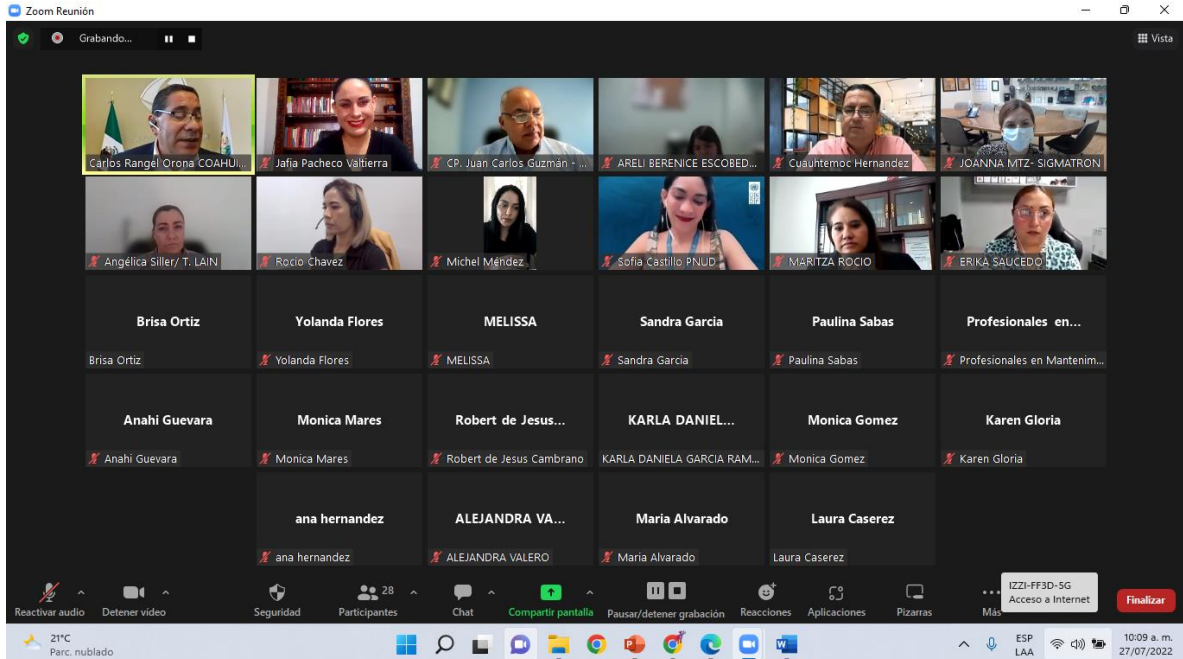 Zoom Reunión
Grabando...
Vista
Carlos Rangel Orona COAHUI...
Jafia Pacheco Valtierra
CP. Juan Carlos Guzmán - ...
ARELI BERENICE ESCOBED...
Cuauhtemoc Hernandez
JOANNA MTZ- SIGMATRON
Angélica Siller/ T. LAIN
Rocio Chavez
Michel Méndez
Sofia Castillo PNUD
MARITZA ROCIO
ERIKA SAUCEDO
Brisa Ortiz
Yolanda Flores
MELISSA
Sandra Garcia
Paulina Sabas
Profesionales en...
Brisa Ortiz
Yolanda Flores
MELISSA
Sandra Garcia
Paulina Sabas
Profesionales en Mantenim...
Anahi Guevara
Monica Mares
Robert de Jesus...
KARLA DANIEL...
Monica Gomez
Karen Gloria
Anahi Guevara
Monica Mares
Robert de Jesus Cambrano
KARLA DANIELA GARCIA RAM...
Monica Gomez
Karen Gloria
ana hernandez
ALEJANDRA VA...
Maria Alvarado
Laura Caserez
ana hernandez
ALEJANDRA VALERO
Maria Alvarado
Laura Caserez
Reactivar audio
Detener video
Seguridad
28
Participantes
Chat
Compartir pantalla
Pausar/detener grabación
Reacciones
Aplicaciones
Pizarras
Más
IZZI-FF3D-5G
Acceso a Internet
Finalizar
21°C
Parc. nublado
ESP
LAA
10:09 a. m.
27/07/2022